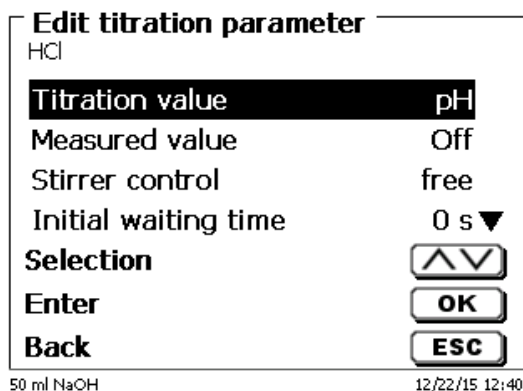 Edit titration parameter
HCl
Titration value pH
Measured value Off
Stirrer control free
Initial waiting time 0 s
Selection
Enter OK
Back ESC
50 ml NaOH 12/22/15 12:40